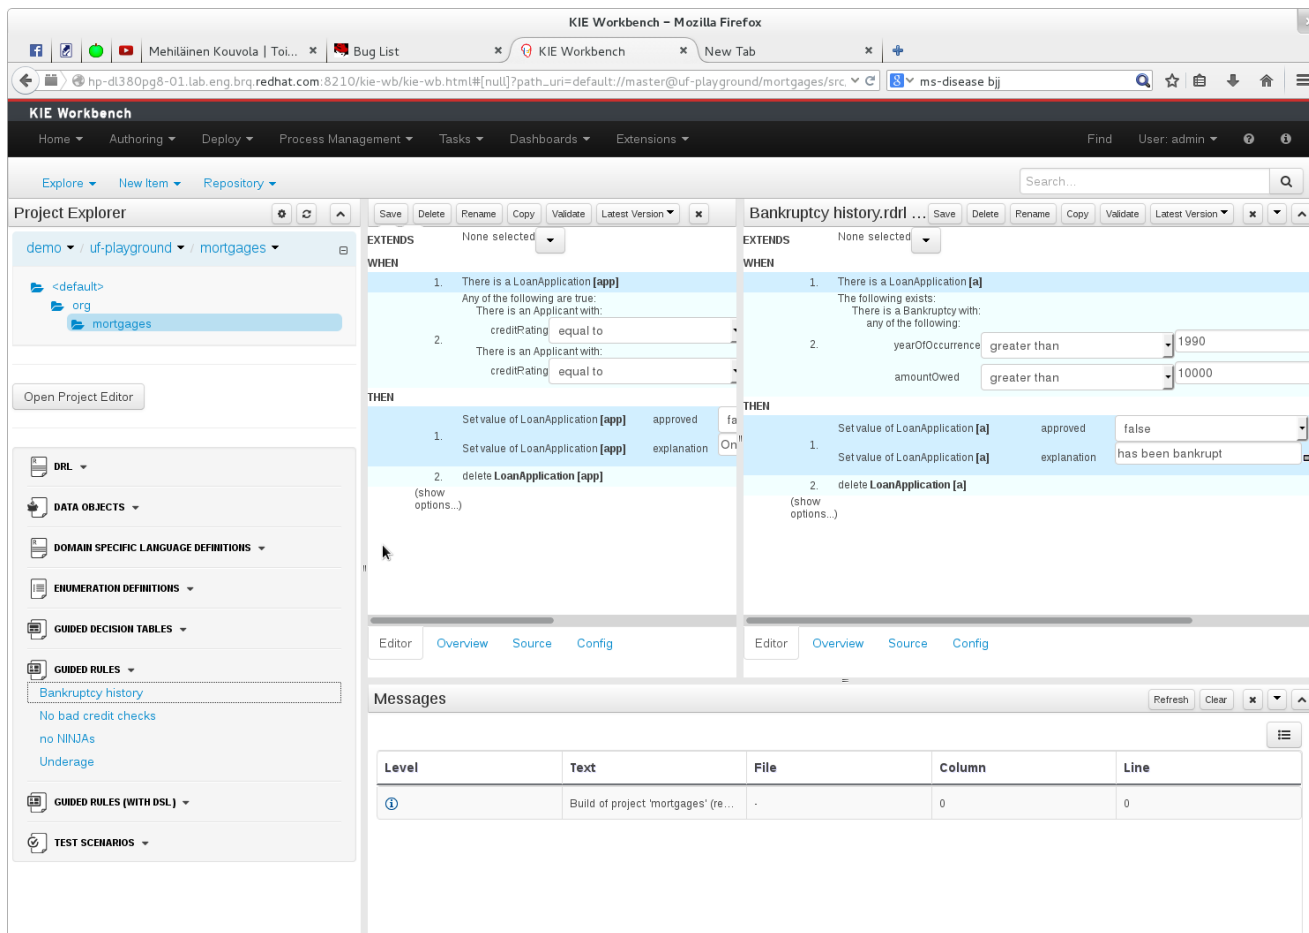 KIE Workbench – Mozilla Firefox
Mehiläinen Kouvola | Toi... × Bug List × KIE Workbench × New Tab ×
hp-dl380pg8-01.lab.eng.brq.redhat.com:8210/kie-wb/kie-wb.html#[null]?path_uri=default://master@uf-playground/mortgages/src, ms-disease bjj
KIE Workbench
Home Authoring Deploy Process Management Tasks Dashboards Extensions Find User: admin
Explore New Item Repository Search...
Project Explorer
demo / uf-playground / mortgages
<default>
org
mortgages
Open Project Editor
DRL
DATA OBJECTS
DOMAIN SPECIFIC LANGUAGE DEFINITIONS
ENUMERATION DEFINITIONS
GUIDED DECISION TABLES
GUIDED RULES
Bankruptcy history
No bad credit checks
no NINJAs
Underage
GUIDED RULES (WITH DSL)
TEST SCENARIOS
Save Delete Rename Copy Validate Latest Version
EXTENDS None selected
WHEN
1. There is a LoanApplication [app]
Any of the following are true:
There is an Applicant with:
creditRating equal to
2.
There is an Applicant with:
creditRating equal to
THEN
Set value of LoanApplication [app] approved fa
1.
Set value of LoanApplication [app] explanation On
2. delete LoanApplication [app]
(show
options...)
Editor Overview Source Config
Bankruptcy history.rdrl ... Save Delete Rename Copy Validate Latest Version
EXTENDS None selected
WHEN
1. There is a LoanApplication [a]
The following exists:
There is a Bankruptcy with:
any of the following:
2. yearOfOccurrence greater than 1990
amountOwed greater than 10000
THEN
Set value of LoanApplication [a] approved false
1.
Set value of LoanApplication [a] explanation has been bankrupt
2. delete LoanApplication [a]
(show
options...)
Editor Overview Source Config
Messages Refresh Clear
Level Text File Column Line
Build of project 'mortgages' (re... - 0 0